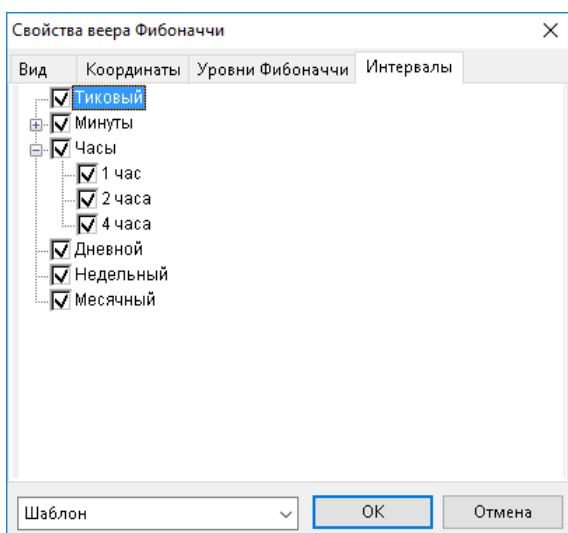 Свойства веера Фибоначчи
Вид Координаты Уровни Фибоначчи Интервалы
Тиковый
Минуты
Часы
1 час
2 часа
4 часа
Дневной
Недельный
Месячный
Шаблон OK Отмена